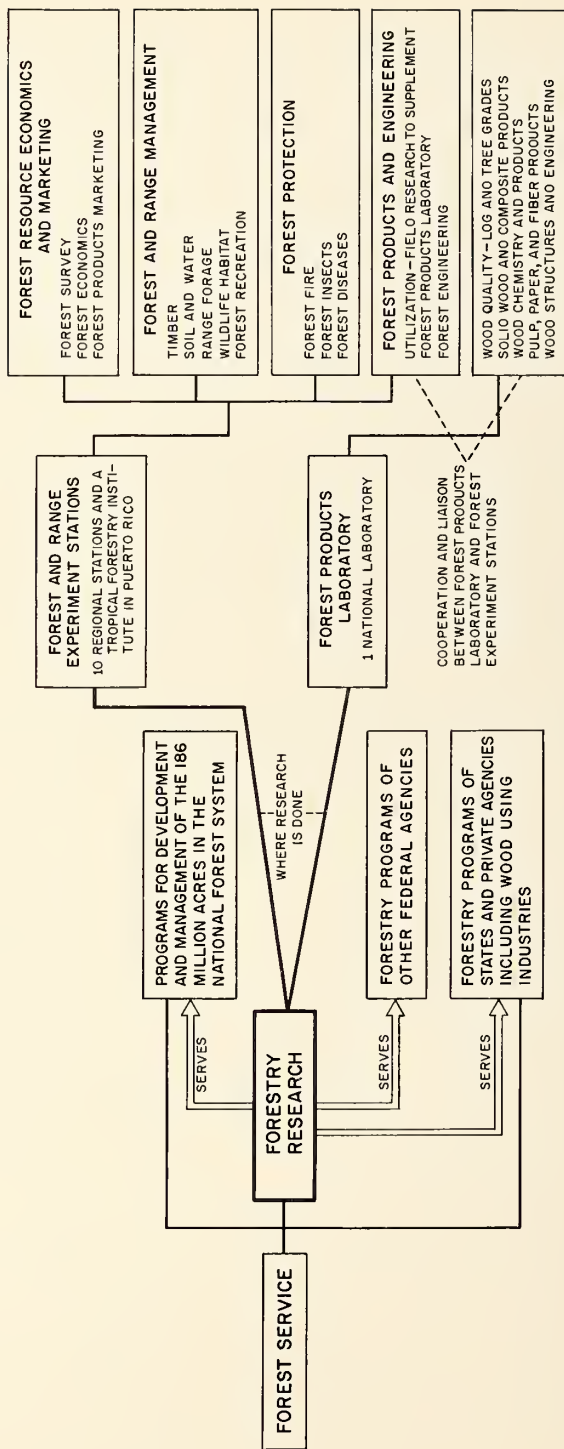 FOREST SERVICE
FORESTRY
RESEARCH
SERVES
PROGRAMS FOR DEVELOPMENT
AND MANAGEMENT OF THE 186
MILLION ACRES IN THE
NATIONAL FOREST SYSTEM
SERVES
FORESTRY PROGRAMS OF
OTHER FEDERAL AGENCIES
SERVES
FORESTRY PROGRAMS OF
STATES AND PRIVATE AGENCIES
INCLUDING WOOD USING
INDUSTRIES
WHERE RESEARCH
IS DONE
FOREST AND RANGE
EXPERIMENT STATIONS
10 REGIONAL STATIONS AND A
TROPICAL FORESTRY INSTI-
TUTE IN PUERTO RICO
FOREST PRODUCTS
LABORATORY
1 NATIONAL LABORATORY
COOPERATION AND LIAISON
BETWEEN FOREST PRODUCTS
LABORATORY AND FOREST
EXPERIMENT STATIONS
FOREST RESOURCE ECONOMICS
AND MARKETING
FOREST SURVEY
FOREST ECONOMICS
FOREST PRODUCTS MARKETING
FOREST AND RANGE MANAGEMENT
TIMBER
SOIL AND WATER
RANGE FORAGE
WILDLIFE HABITAT
FOREST RECREATION
FOREST PROTECTION
FOREST FIRE
FOREST INSECTS
FOREST DISEASES
FOREST PRODUCTS AND ENGINEERING
UTILIZATION-FIELD RESEARCH TO SUPPLEMENT
FOREST PRODUCTS LABORATORY
FOREST ENGINEERING
WOOD QUALITY-LOG AND TREE GRADES
SOLID WOOD AND COMPOSITE PRODUCTS
WOOD CHEMISTRY AND PRODUCTS
PULP, PAPER, AND FIBER PRODUCTS
WOOD STRUCTURES AND ENGINEERING